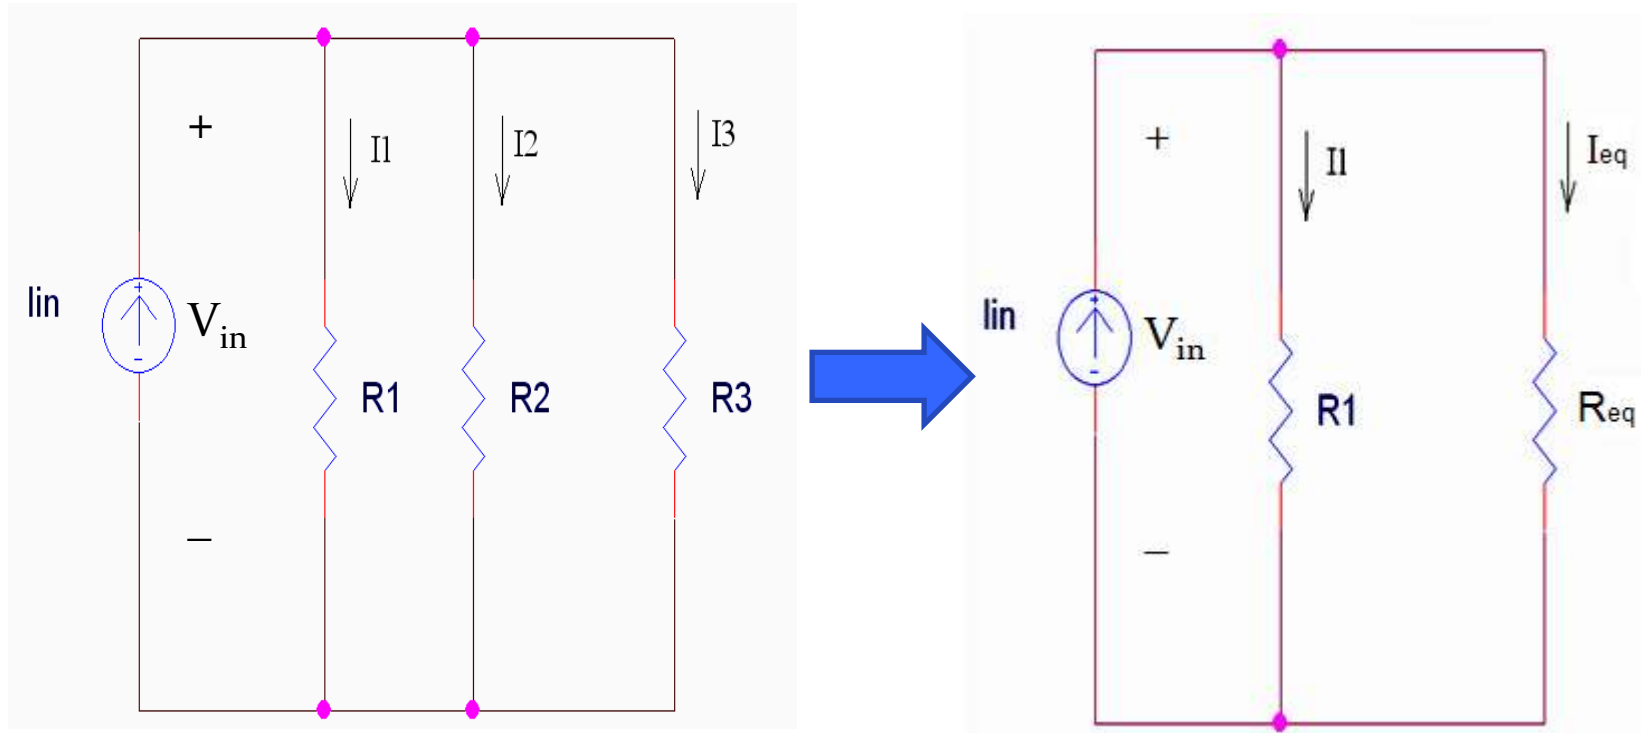 +
I1
I2
I3
Iin
+
-
Vin
R1
R2
R3
−
+
I1
Ieq
Iin
+
-
Vin
R1
Req
−